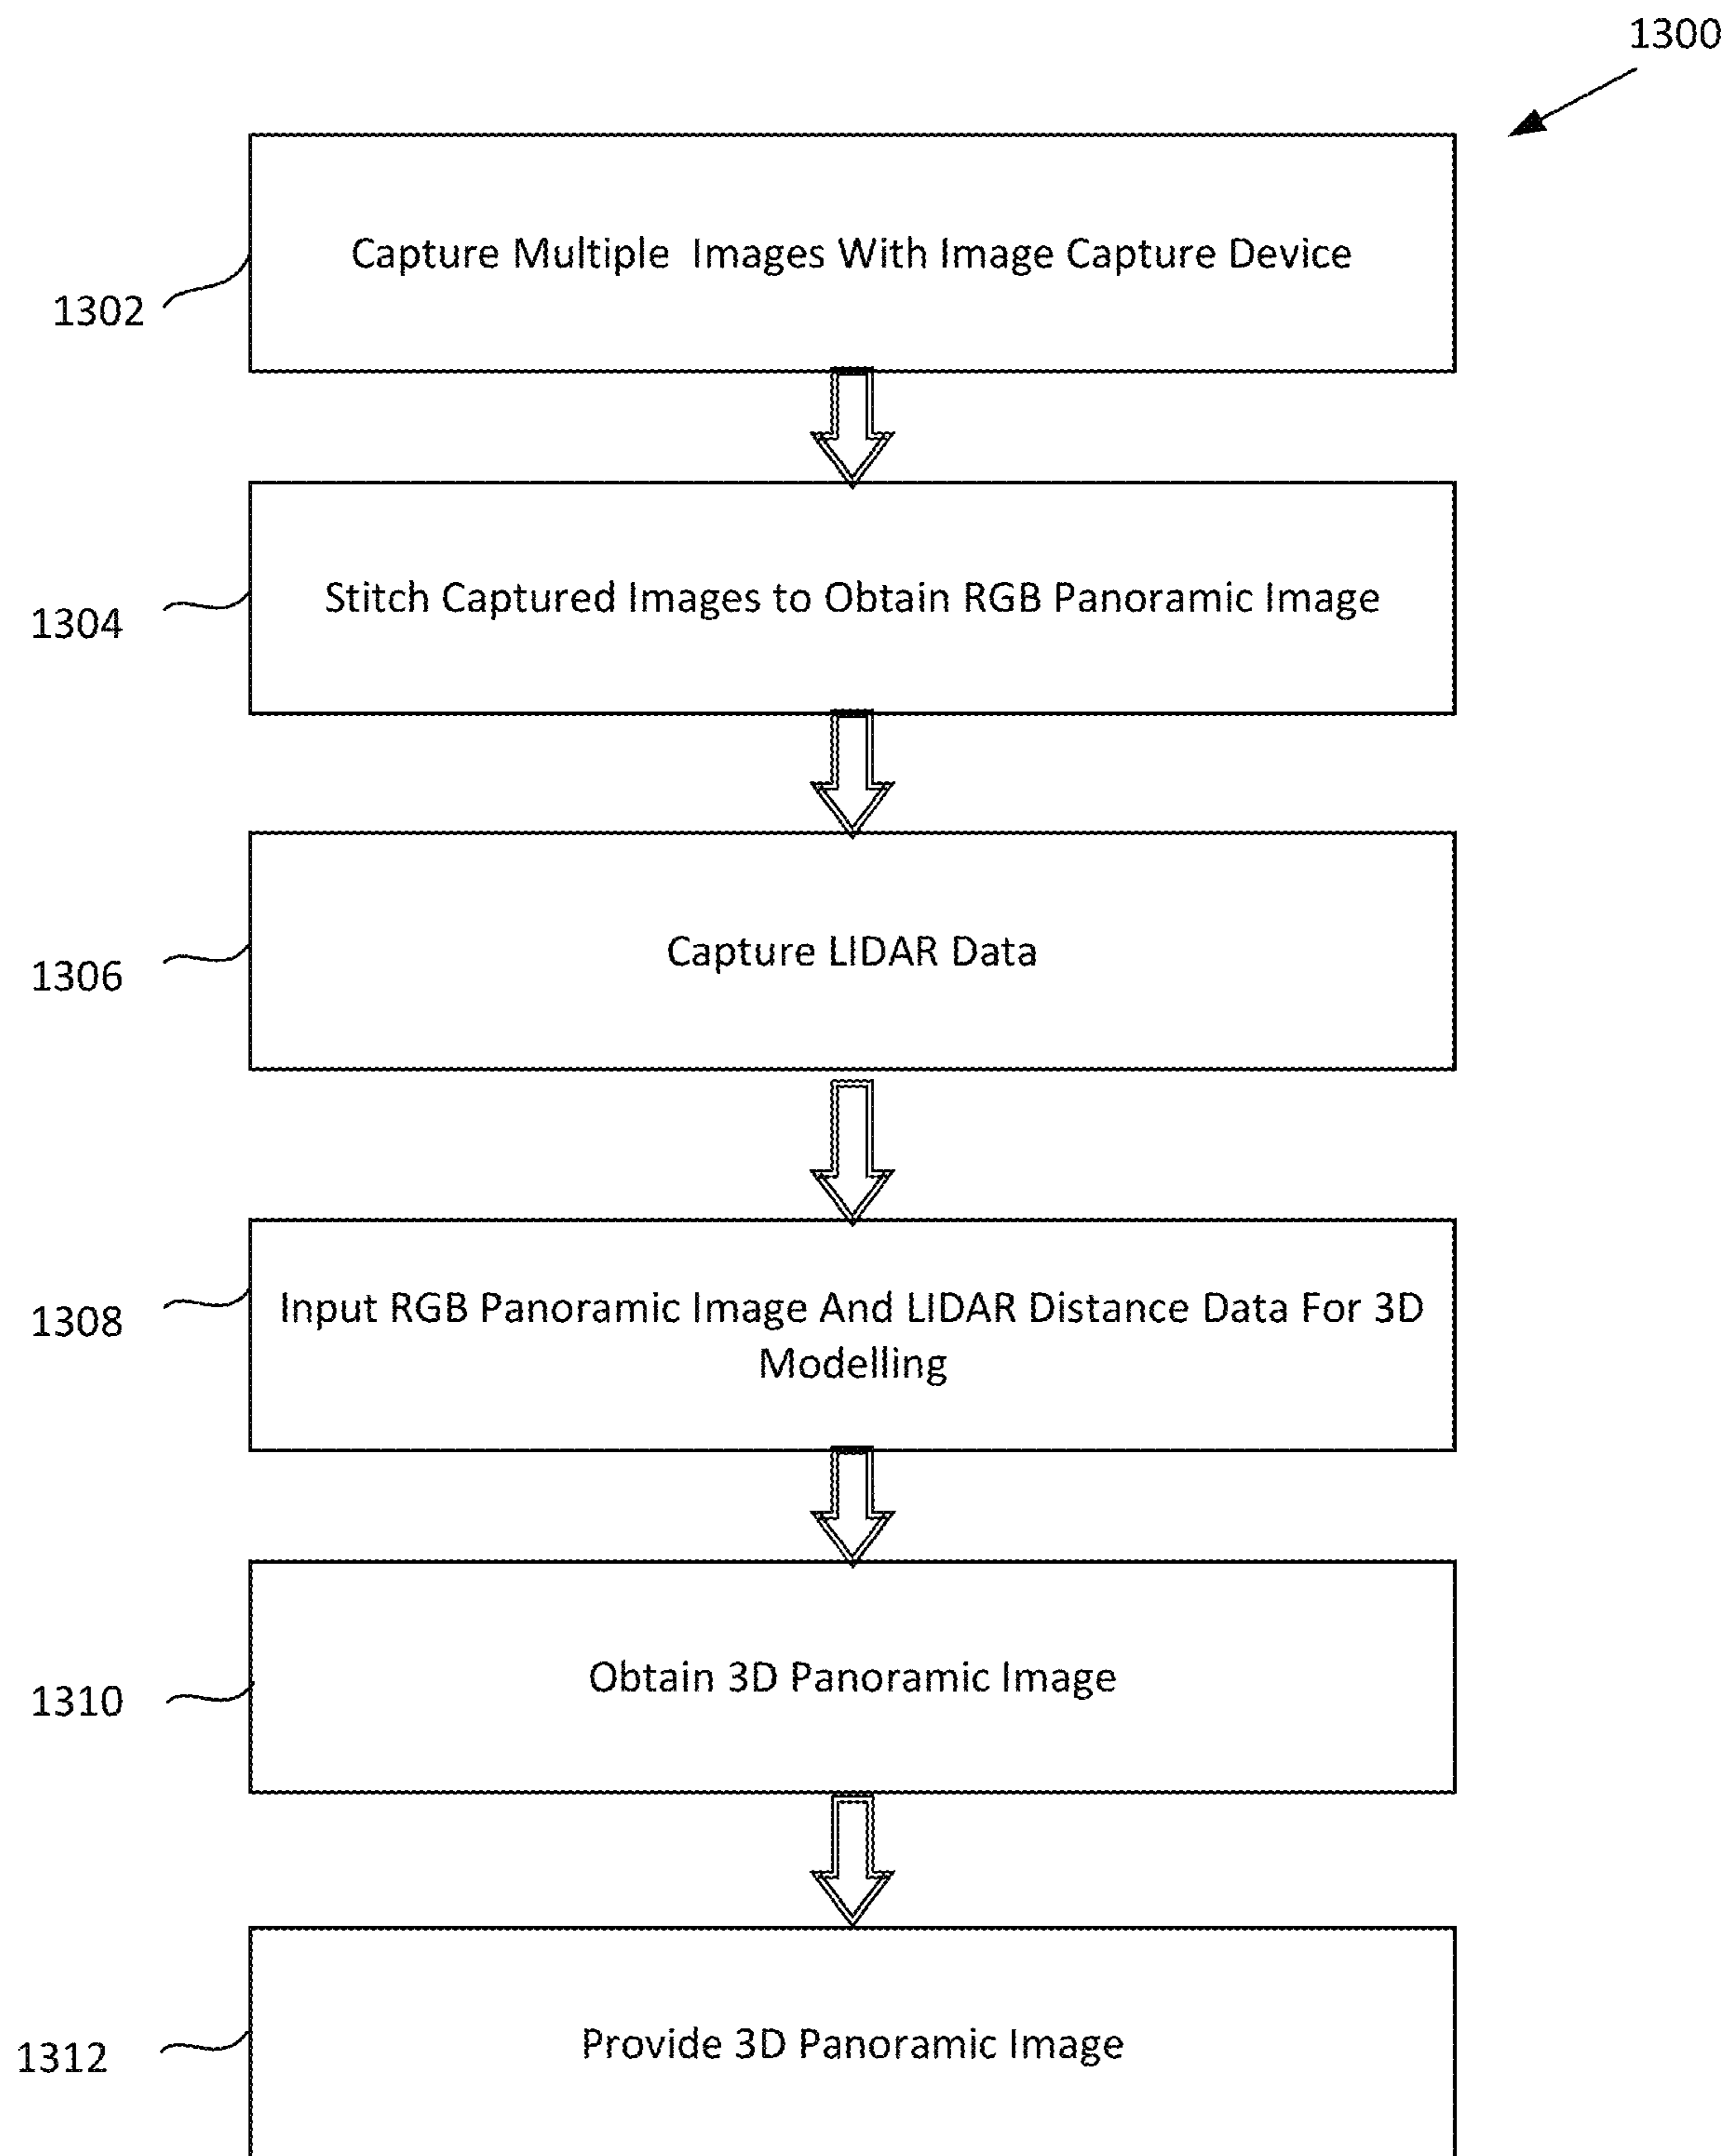 1300
Capture Multiple Images With Image Capture Device
1302
Stitch Captured Images to Obtain RGB Panoramic Image
1304
Capture LIDAR Data
1306
Input RGB Panoramic Image And LIDAR Distance Data For 3D
Modelling
1308
Obtain 3D Panoramic Image
1310
Provide 3D Panoramic Image
1312